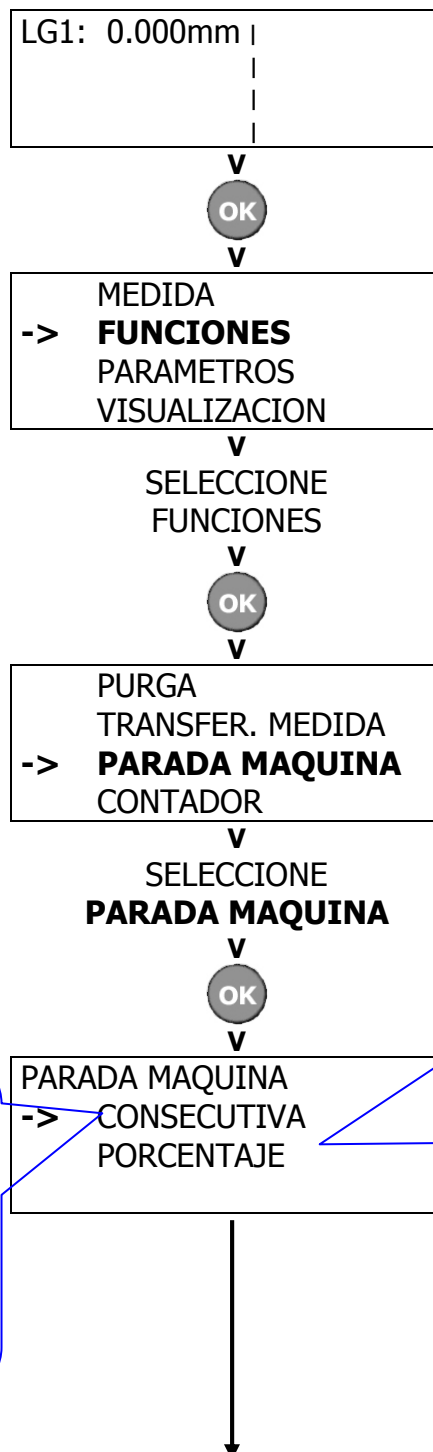 LG1: 0.000mm
OK
MEDIDA
-> FUNCIONES
PARAMETROS
VISUALIZACION
SELECCIONE
FUNCIONES
OK
PURGA
TRANSFER. MEDIDA
-> PARADA MAQUINA
CONTADOR
SELECCIONE
PARADA MAQUINA
OK
PARADA MAQUINA
-> CONSECUTIVA
PORCENTAJE